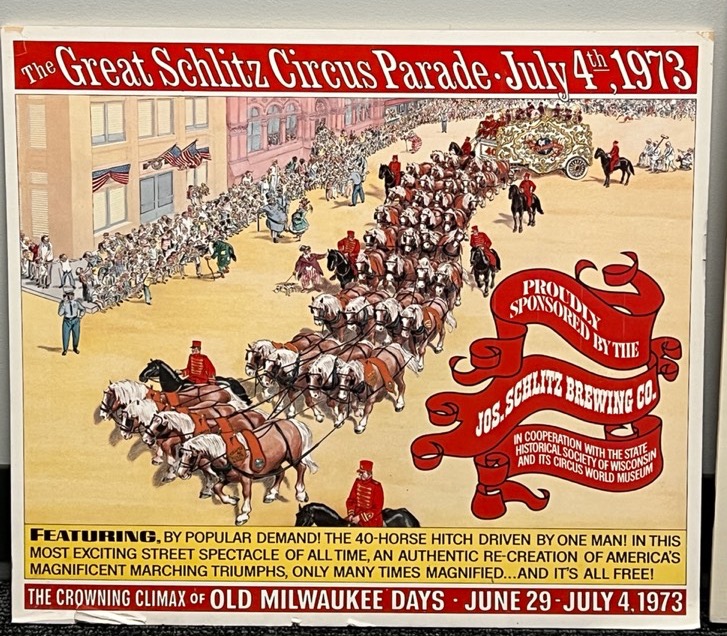 The Great Schlitz Circus Parade · July 4th, 1973
PROUDLY
SPONSORED BY THE
JOS. SCHLITZ BREWING CO.
IN COOPERATION WITH THE STATE
HISTORICAL SOCIETY OF WISCONSIN
AND ITS CIRCUS WORLD MUSEUM
FEATURING, BY POPULAR DEMAND! THE 40-HORSE HITCH DRIVEN BY ONE MAN! IN THIS
MOST EXCITING STREET SPECTACLE OF ALL TIME, AN AUTHENTIC RE-CREATION OF AMERICA'S
MAGNIFICENT MARCHING TRIUMPHS, ONLY MANY TIMES MAGNIFIED...AND IT'S ALL FREE!
THE CROWNING CLIMAX OF OLD MILWAUKEE DAYS · JUNE 29-JULY 4, 1973